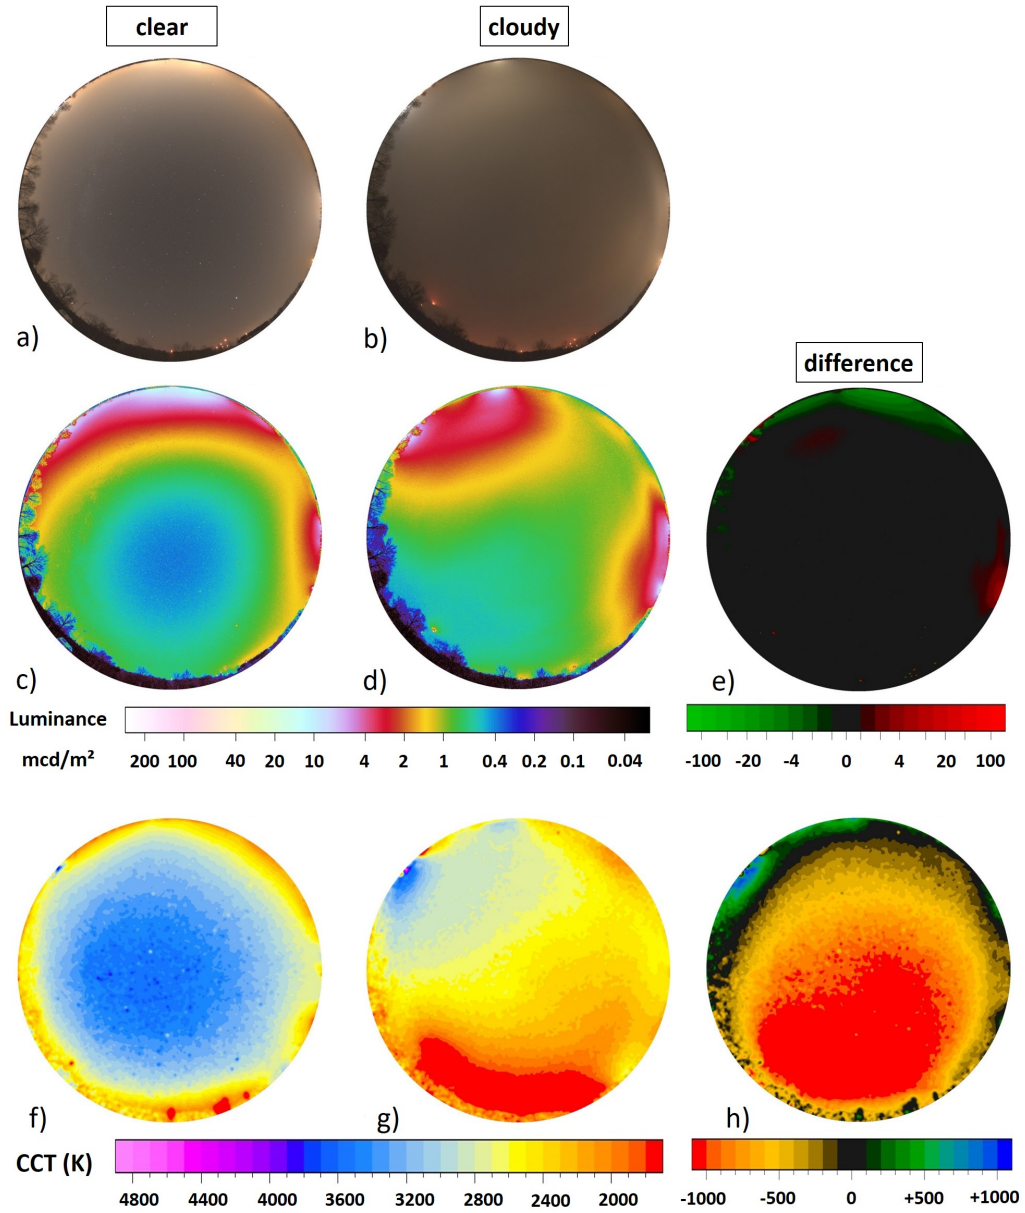 clear
cloudy
a)
b)
difference
c)
d)
e)
Luminance
mcd/m²
200 100 40 20 10 4 2 1 0.4 0.2 0.1 0.04
-100 -20 -4 0 4 20 100
f)
g)
h)
CCT (K)
4800 4400 4000 3600 3200 2800 2400 2000
-1000 -500 0 +500 +1000